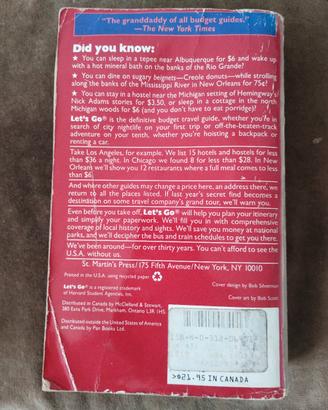 "The granddaddy of all budget guides."
—The New York Times
Did you know:
★ You can sleep in a tepee near Albuquerque for $6 and wake up
with a hot mineral bath on the banks of the Rio Grande?
★ You can dine on sugary beignets—Creole donuts—while strolling
along the banks of the Mississippi River in New Orleans for 75¢?
★ You can stay in a hotel near the Michigan setting of Hemingway's
Nick Adams stories for $3.50, or sleep in a cottage in the north
Michigan woods for $6 (and you don't have to eat porridge)?
Let's Go® is the definitive budget travel guide, whether you're in
search of city nightlife on your first trip or off-the-beaten-track
adventure on your tenth, whether you're hoisting a backpack or
renting a car.
Take Los Angeles, for example. We list 15 hotels and hostels for less
than $36 a night. In Chicago we found 8 for less than $28. In New
Orleans we'll show you 12 restaurants where a full meal comes to less
than $6.
And where other guides may change a price here, an address there, we
return to all the places listed. If last year's secret find becomes a
destination on some travel company's grand tour, we'll warn you.
Even before you take off, Let's Go® will help you plan your itinerary
and simplify your paperwork. We'll fill you in with comprehensive
coverage of local history and sights. We'll save you money at national
parks, and we'll decipher the bus and train schedules to get you there.
We've been around—for over thirty years. You can't afford to see the
U.S.A. without us.
St. Martin's Press/175 Fifth Avenue/New York, NY 10010
Printed in the U.S.A. using recycled paper
Let's Go® is a registered trademark
of Harvard Student Agencies, Inc.
Cover design by Bob Silverman
Cover art by Bob Scott
Distributed in Canada by McClelland & Stewart,
380 Esna Park Drive, Markham, Ontario L3R 1H5
Distributed outside the United States of America
and Canada by Pan Books Ltd.
>$21.95 IN CANADA